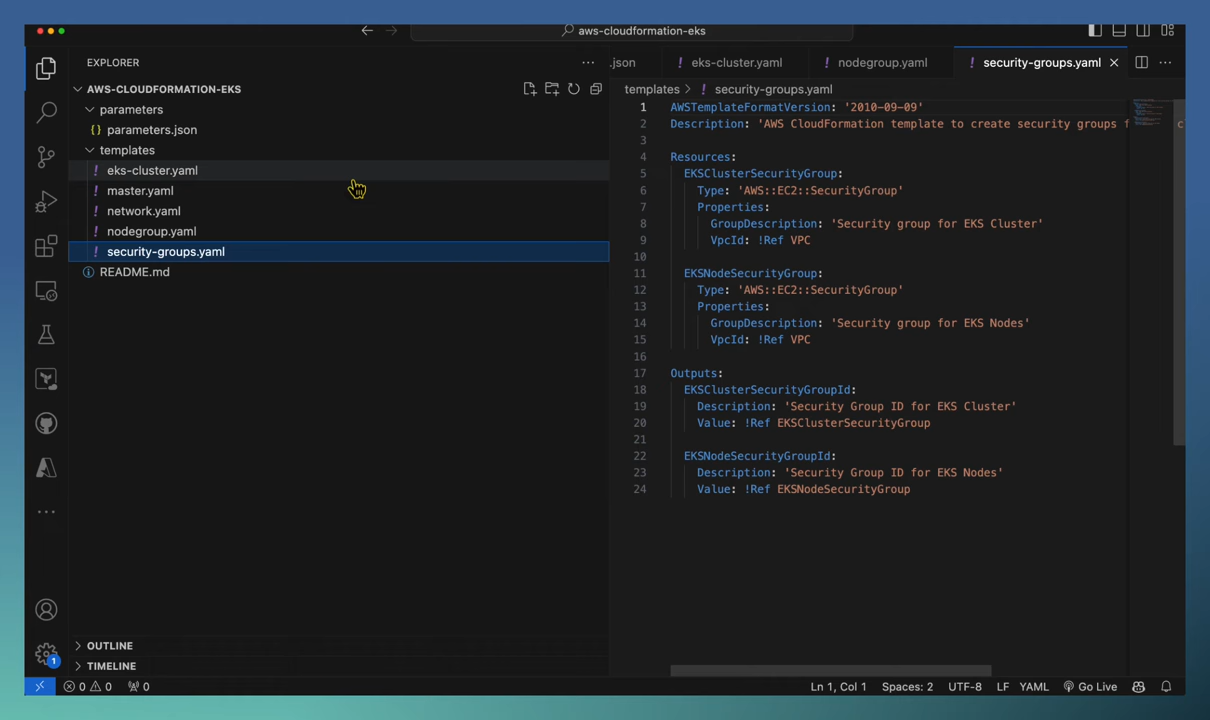 aws-cloudformation-eks
EXPLORER
AWS-CLOUDFORMATION-EKS
parameters
{} parameters.json
templates
! eks-cluster.yaml
! master.yaml
! network.yaml
! nodegroup.yaml
! security-groups.yaml
README.md
OUTLINE
TIMELINE
.json
! eks-cluster.yaml
! nodegroup.yaml
! security-groups.yaml
templates > ! security-groups.yaml
1 AWSTemplateFormatVersion: '2010-09-09'
2 Description: 'AWS CloudFormation template to create security groups f
3
4 Resources:
5 EKSClusterSecurityGroup:
6 Type: 'AWS::EC2::SecurityGroup'
7 Properties:
8 GroupDescription: 'Security group for EKS Cluster'
9 VpcId: !Ref VPC
10
11 EKSNodeSecurityGroup:
12 Type: 'AWS::EC2::SecurityGroup'
13 Properties:
14 GroupDescription: 'Security group for EKS Nodes'
15 VpcId: !Ref VPC
16
17 Outputs:
18 EKSClusterSecurityGroupId:
19 Description: 'Security Group ID for EKS Cluster'
20 Value: !Ref EKSClusterSecurityGroup
21
22 EKSNodeSecurityGroupId:
23 Description: 'Security Group ID for EKS Nodes'
24 Value: !Ref EKSNodeSecurityGroup
1
0 0 0
Ln 1, Col 1 Spaces: 2 UTF-8 LF YAML Go Live